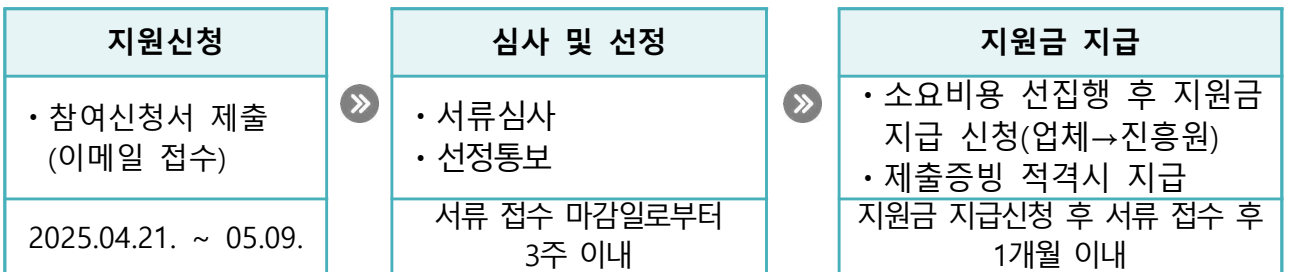 지원신청
・참여신청서 제출
(이메일 접수)
2025.04.21. ~ 05.09.
심사 및 선정
・서류심사
・선정통보
서류 접수 마감일로부터
3주 이내
지원금 지급
・소요비용 선집행 후 지원금
지급 신청(업체→진흥원)
・제출증빙 적격시 지급
지원금 지급신청 후 서류 접수 후
1개월 이내